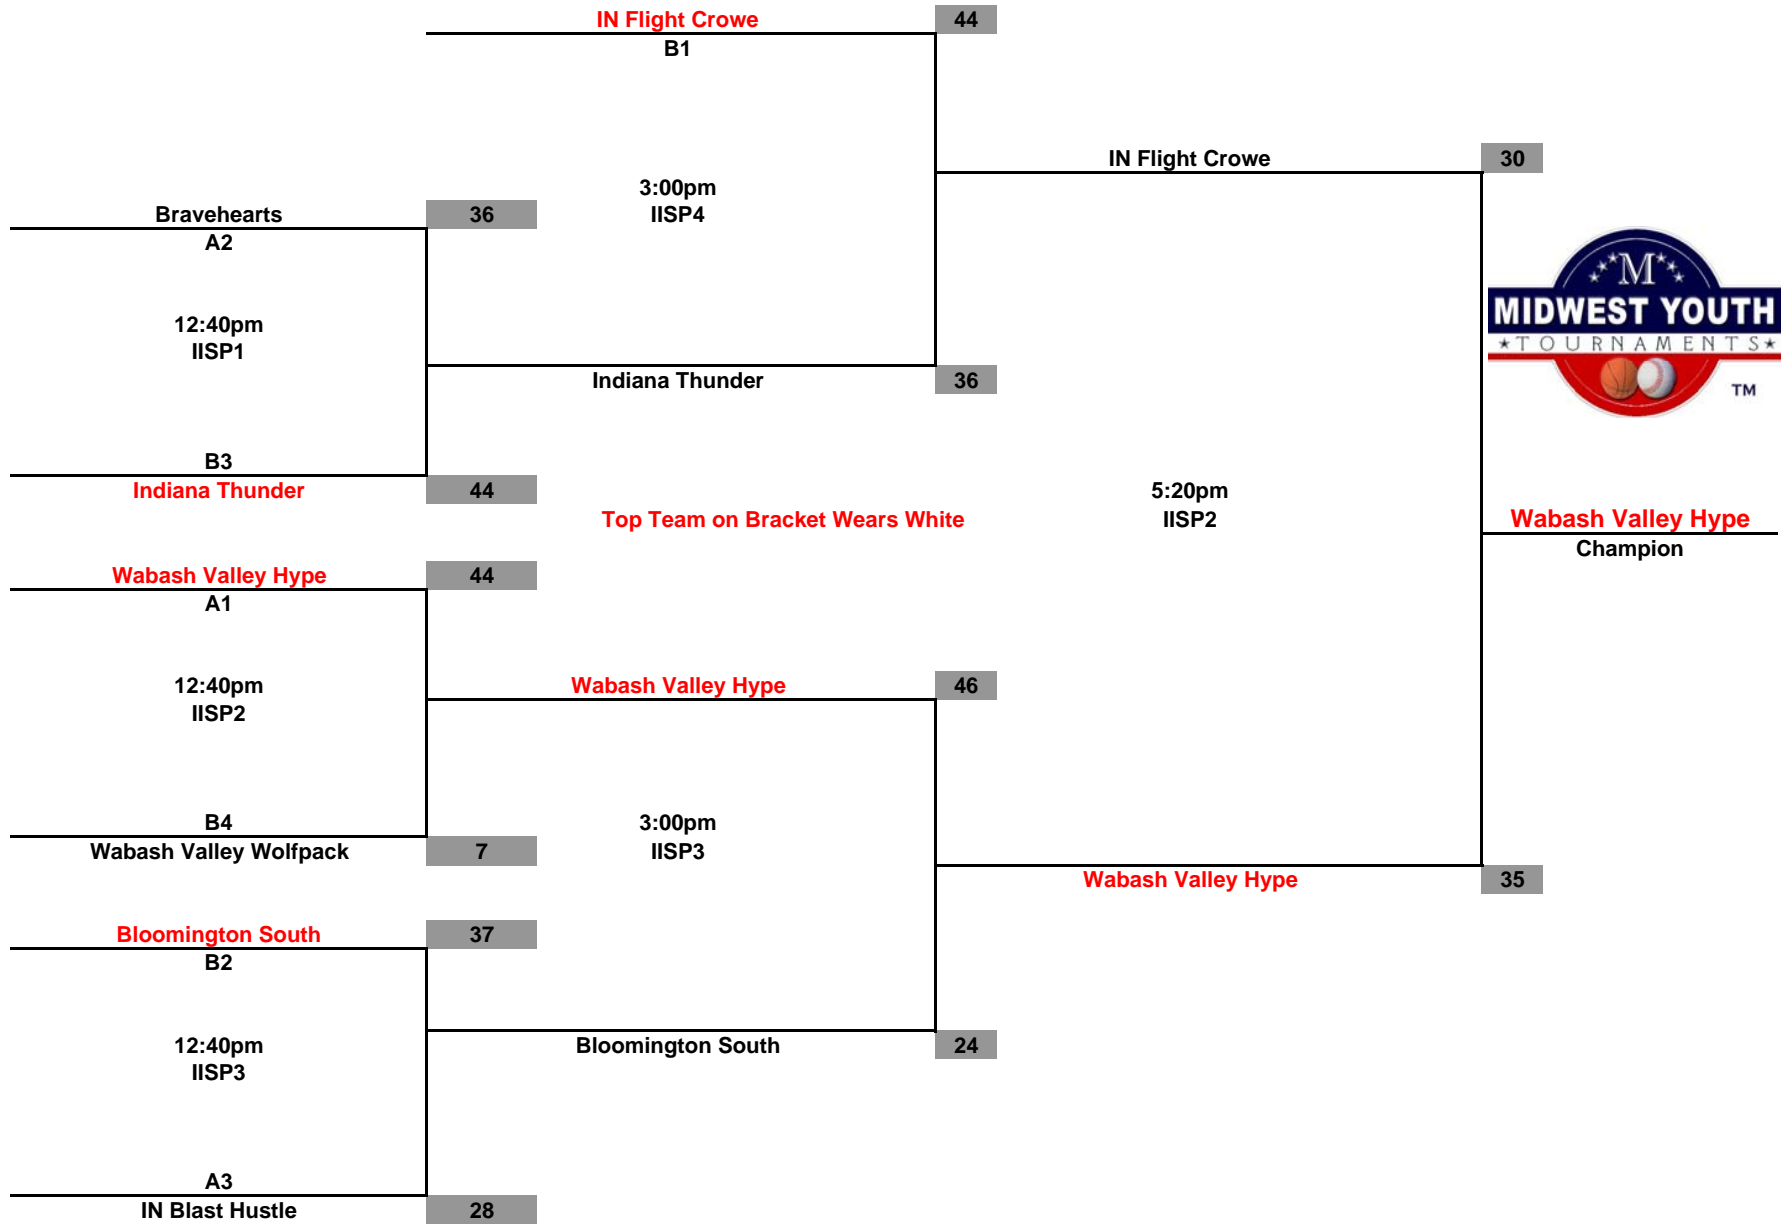 IN Flight Crowe 44
B1
3:00pm
IISP4
IN Flight Crowe 30
Bravehearts 36
A2
12:40pm
IISP1
Indiana Thunder 36
B3
Indiana Thunder 44
M
MIDWEST YOUTH
★TOURNAMENTS★
TM
Top Team on Bracket Wears White
5:20pm
IISP2
Wabash Valley Hype
Champion
Wabash Valley Hype 44
A1
12:40pm
IISP2
Wabash Valley Hype 46
B4
Wabash Valley Wolfpack 7
3:00pm
IISP3
Wabash Valley Hype 35
Bloomington South 37
B2
12:40pm
IISP3
Bloomington South 24
A3
IN Blast Hustle 28